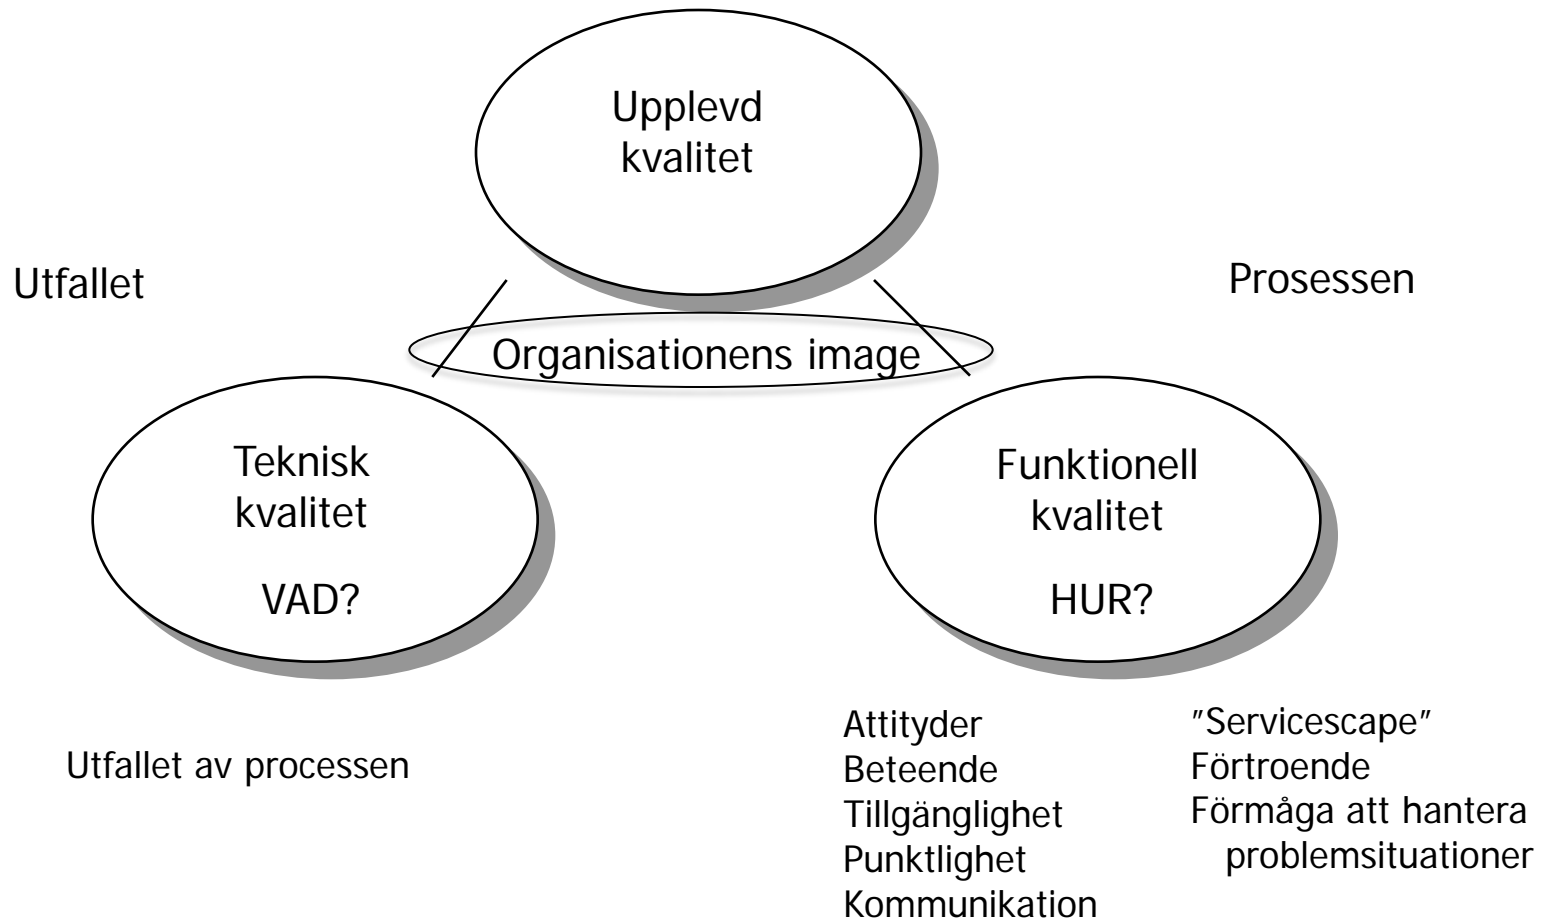 Upplevd
kvalitet
Utfallet
Prosessen
Organisationens image
Teknisk
kvalitet
VAD?
Funktionell
kvalitet
HUR?
Utfallet av processen
Attityder
Beteende
Tillgänglighet
Punktlighet
Kommunikation
”Servicescape”
Förtroende
Förmåga att hantera
problemsituationer